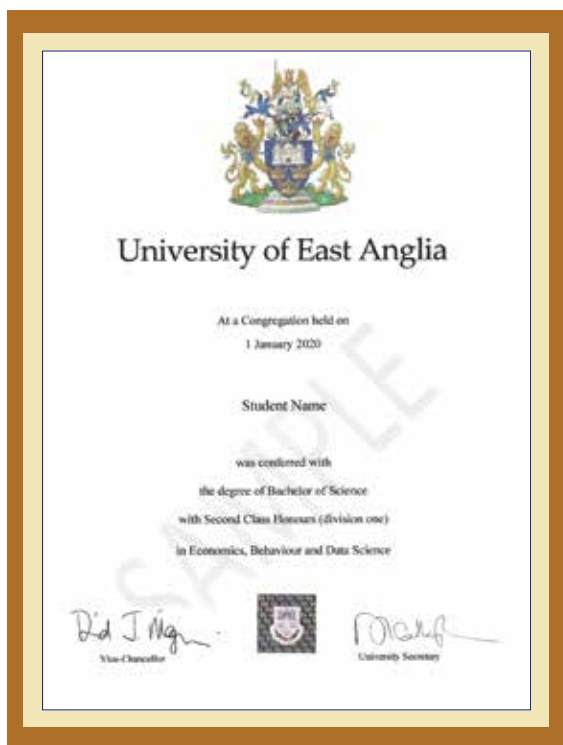 University of East Anglia
At a Congregation held on
1 January 2020
Student Name
was conferred with
the degree of Bachelor of Science
with Second Class Honours (division one)
in Economics, Behaviour and Data Science
SAMPLE
Vice-Chancellor
University Secretary